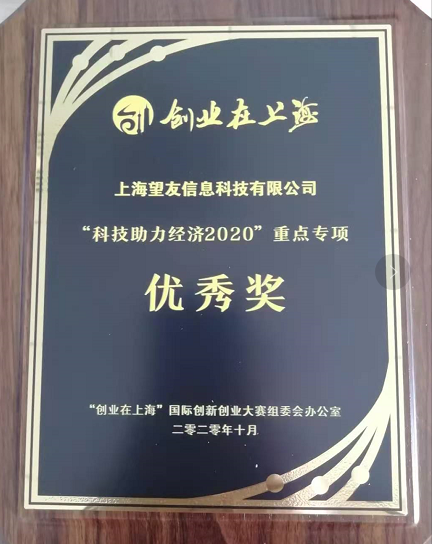 创 创业在上海
上海望友信息科技有限公司
“科技助力经济2020”重点专项
优秀奖
“创业在上海”国际创新创业大赛组委会办公室
二零二零年十月